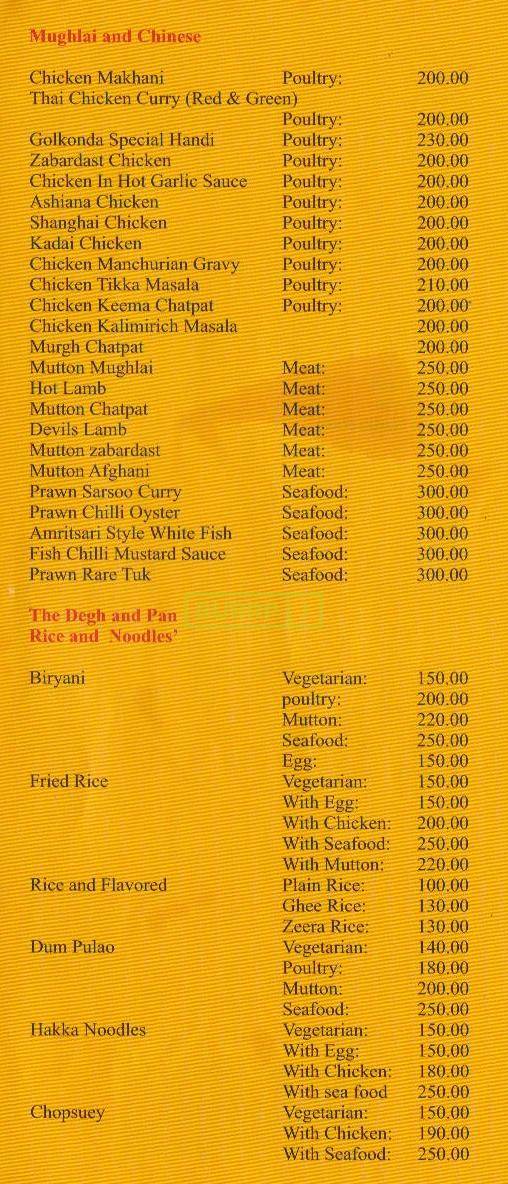 Mughlai and Chinese
Chicken Makhani Poultry: 200.00
Thai Chicken Curry (Red & Green)
Poultry: 200.00
Golkonda Special Handi Poultry: 230.00
Zabardast Chicken Poultry: 200.00
Chicken In Hot Garlic Sauce Poultry: 200.00
Ashiana Chicken Poultry: 200.00
Shanghai Chicken Poultry: 200.00
Kadai Chicken Poultry: 200.00
Chicken Manchurian Gravy Poultry: 200.00
Chicken Tikka Masala Poultry: 210.00
Chicken Keema Chatpat Poultry: 200.00
Chicken Kalimirich Masala 200.00
Murgh Chatpat 200.00
Mutton Mughlai Meat: 250.00
Hot Lamb Meat: 250.00
Mutton Chatpat Meat: 250.00
Devils Lamb Meat: 250.00
Mutton zabardast Meat: 250.00
Mutton Afghani Meat: 250.00
Prawn Sarsoo Curry Seafood: 300.00
Prawn Chilli Oyster Seafood: 300.00
Amritsari Style White Fish Seafood: 300.00
Fish Chilli Mustard Sauce Seafood: 300.00
Prawn Rare Tuk Seafood: 300.00
The Degh and Pan
Rice and Noodles'
Biryani Vegetarian: 150.00
poultry: 200.00
Mutton: 220.00
Seafood: 250.00
Egg: 150.00
Fried Rice Vegetarian: 150.00
With Egg: 150.00
With Chicken: 200.00
With Seafood: 250.00
With Mutton: 220.00
Rice and Flavored Plain Rice: 100.00
Ghee Rice: 130.00
Zeera Rice: 130.00
Dum Pulao Vegetarian: 140.00
Poultry: 180.00
Mutton: 200.00
Seafood: 250.00
Hakka Noodles Vegetarian: 150.00
With Egg: 150.00
With Chicken: 180.00
With sea food 250.00
Chopsuey Vegetarian: 150.00
With Chicken: 190.00
With Seafood: 250.00